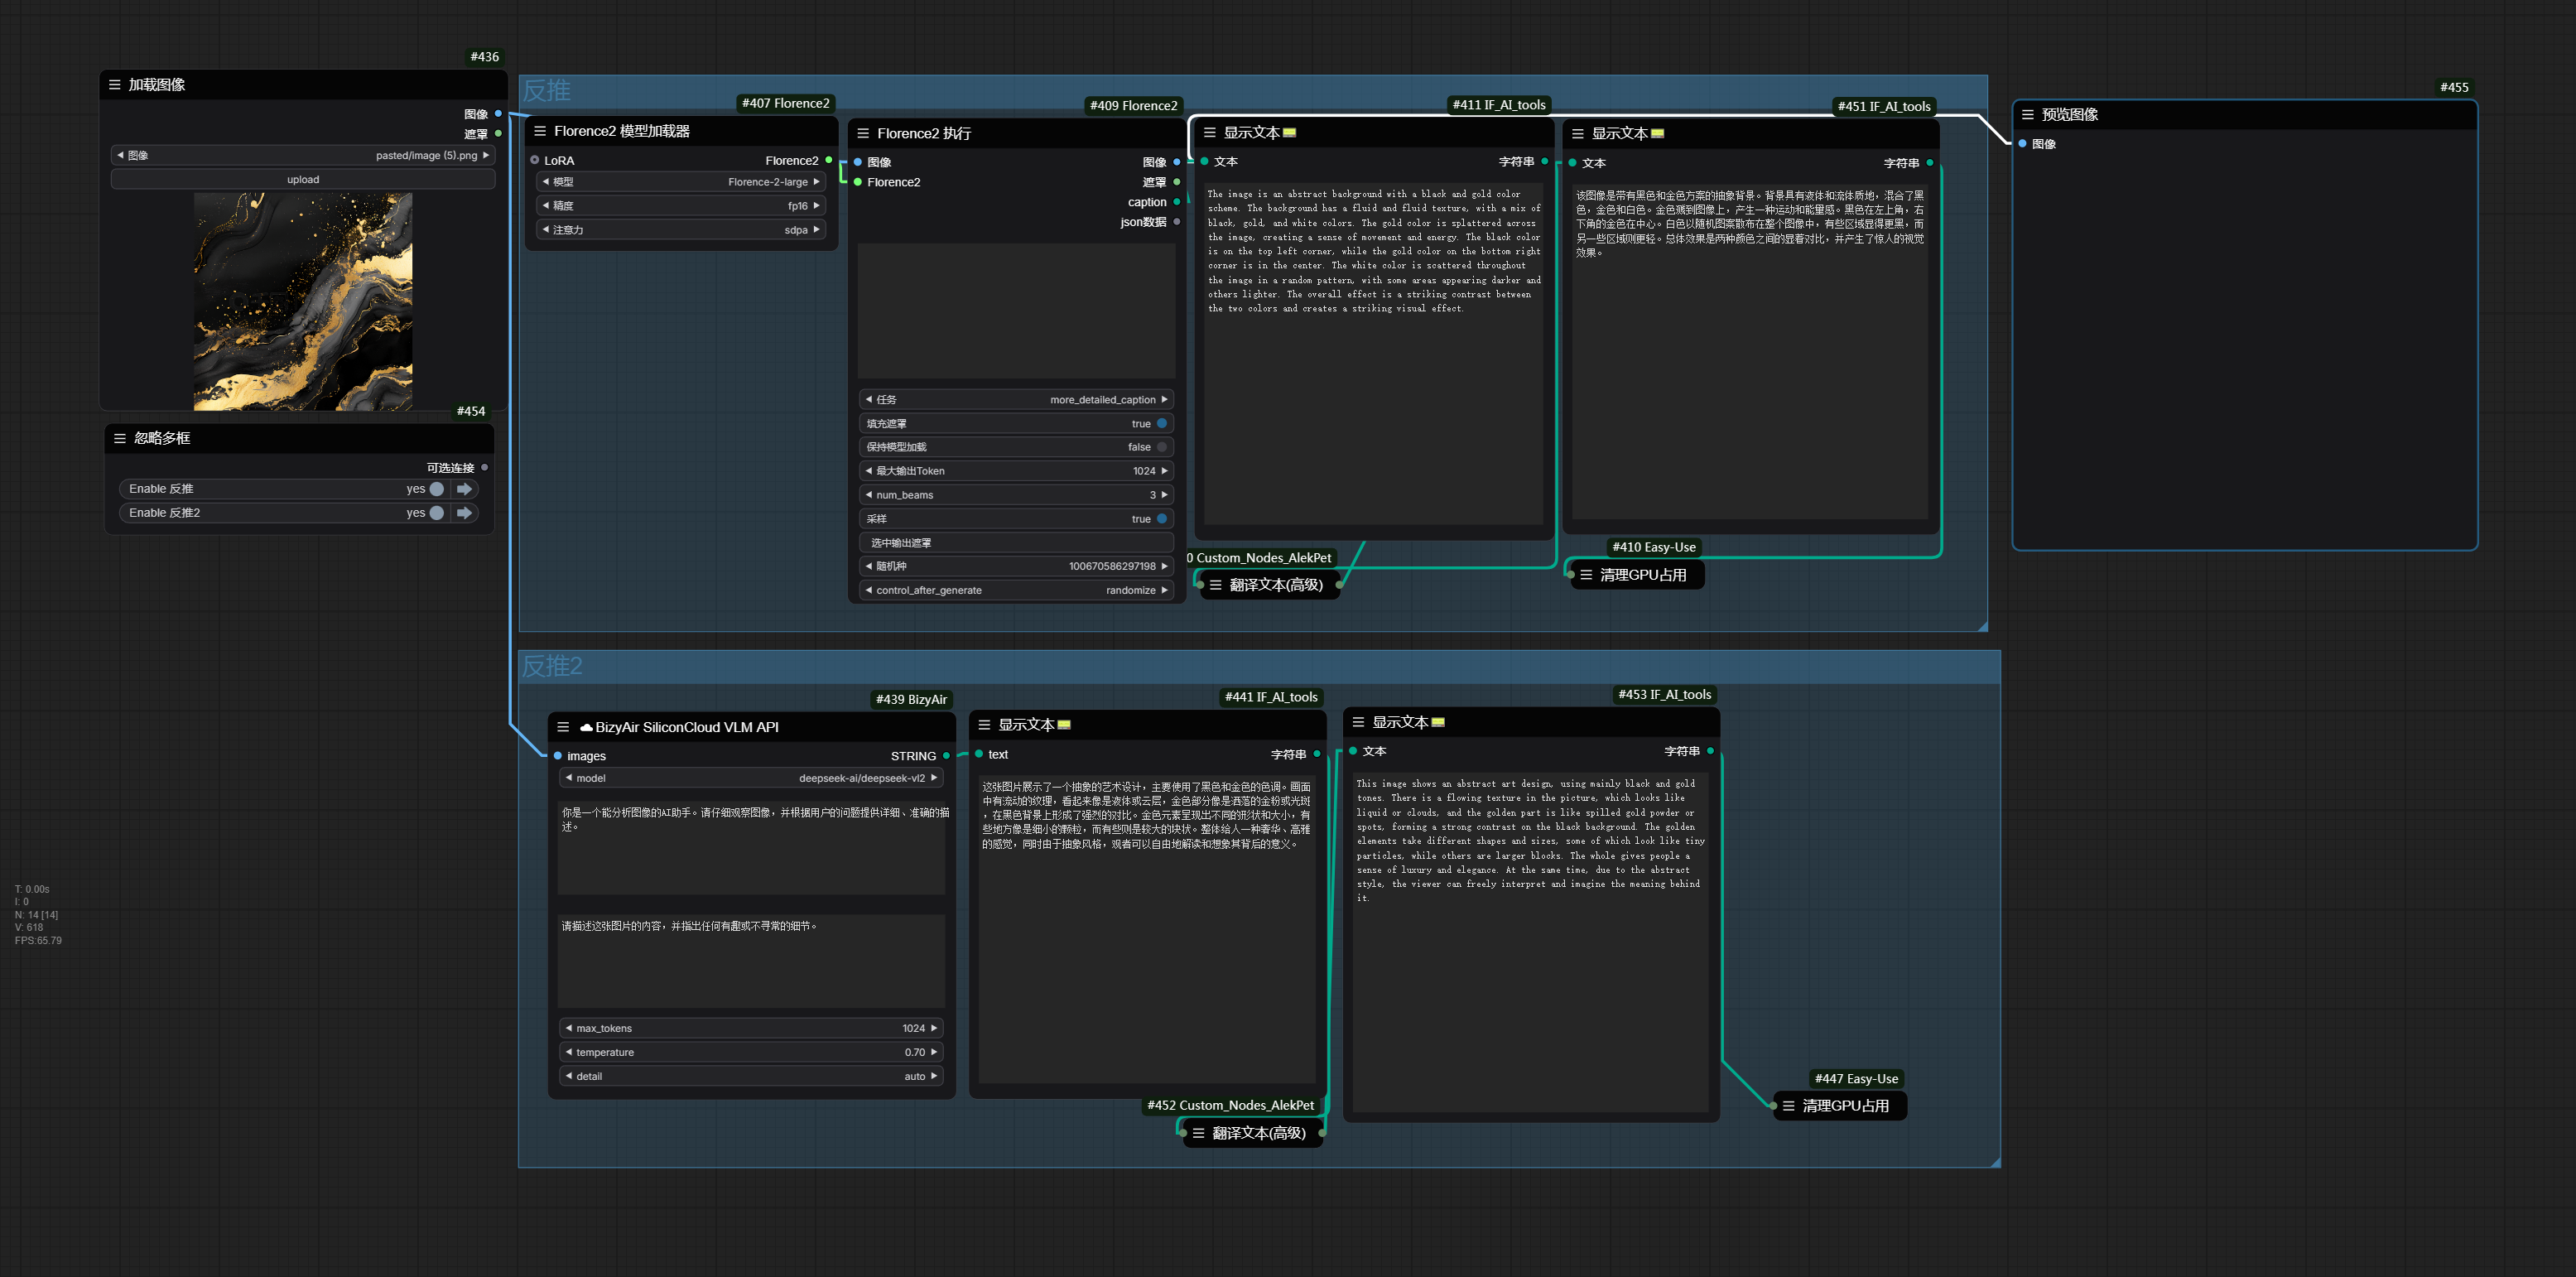 #436
加载图像
图像
遮罩
图像 pasted/image (5).png
upload
#454
忽略多框
可选连接
Enable 反推 yes
Enable 反推2 yes
反推
#407 Florence2
Florence2 模型加载器
LoRA Florence2
模型 Florence-2-large
精度 fp16
注意力 sdpa
#409 Florence2
Florence2 执行
图像 图像
Florence2 遮罩
caption
json数据
任务 more_detailed_caption
填充遮罩 true
保持模型加载 false
最大输出Token 1024
num_beams 3
采样 true
选中输出遮罩
随机种 100670586297198
control_after_generate randomize
#411 IF_AI_tools
显示文本
文本 字符串
The image is an abstract background with a black and gold color
scheme. The background has a fluid and fluid texture, with a mix of
black, gold, and white colors. The gold color is splattered across
the image, creating a sense of movement and energy. The black color
is on the top left corner, while the gold color on the bottom right
corner is in the center. The white color is scattered throughout
the image in a random pattern, with some areas appearing darker and
others lighter. The overall effect is a striking contrast between
the two colors and creates a striking visual effect.
0 Custom_Nodes_AlekPet
翻译文本(高级)
#451 IF_AI_tools
显示文本
文本 字符串
该图像是带有黑色和金色方案的抽象背景。背景具有液体和流体质地，混合了黑
色，金色和白色。金色溅到图像上，产生一种运动和能量感。黑色在左上角，右
下角的金色在中心。白色以随机图案散布在整个图像中，有些区域显得更黑，而
另一些区域则更轻。总体效果是两种颜色之间的显着对比，并产生了惊人的视觉
效果。
#410 Easy-Use
清理GPU占用
#455
预览图像
图像
反推2
#439 BizyAir
BizyAir SiliconCloud VLM API
images STRING
model deepseek-ai/deepseek-vl2
你是一个能分析图像的AI助手。请仔细观察图像，并根据用户的问题提供详细、准确的描
述。
请描述这张图片的内容，并指出任何有趣或不寻常的细节。
max_tokens 1024
temperature 0.70
detail auto
#441 IF_AI_tools
显示文本
text 字符串
这张图片展示了一个抽象的艺术设计，主要使用了黑色和金色的色调。画面
中有流动的纹理，看起来像是液体或云层，金色部分像是洒落的金粉或光斑
，在黑色背景上形成了强烈的对比。金色元素呈现出不同的形状和大小，有
些地方像是细小的颗粒，而有些则是较大的块状。整体给人一种奢华、高雅
的感觉，同时由于抽象风格，观者可以自由地解读和想象其背后的意义。
#452 Custom_Nodes_AlekPet
翻译文本(高级)
#453 IF_AI_tools
显示文本
文本 字符串
This image shows an abstract art design, using mainly black and gold
tones. There is a flowing texture in the picture, which looks like
liquid or clouds, and the golden part is like spilled gold powder or
spots, forming a strong contrast on the black background. The golden
elements take different shapes and sizes, some of which look like tiny
particles, while others are larger blocks. The whole gives people a
sense of luxury and elegance. At the same time, due to the abstract
style, the viewer can freely interpret and imagine the meaning behind
it.
#447 Easy-Use
清理GPU占用
T: 0.00s
I: 0
N: 14 [14]
V: 618
FPS:65.79